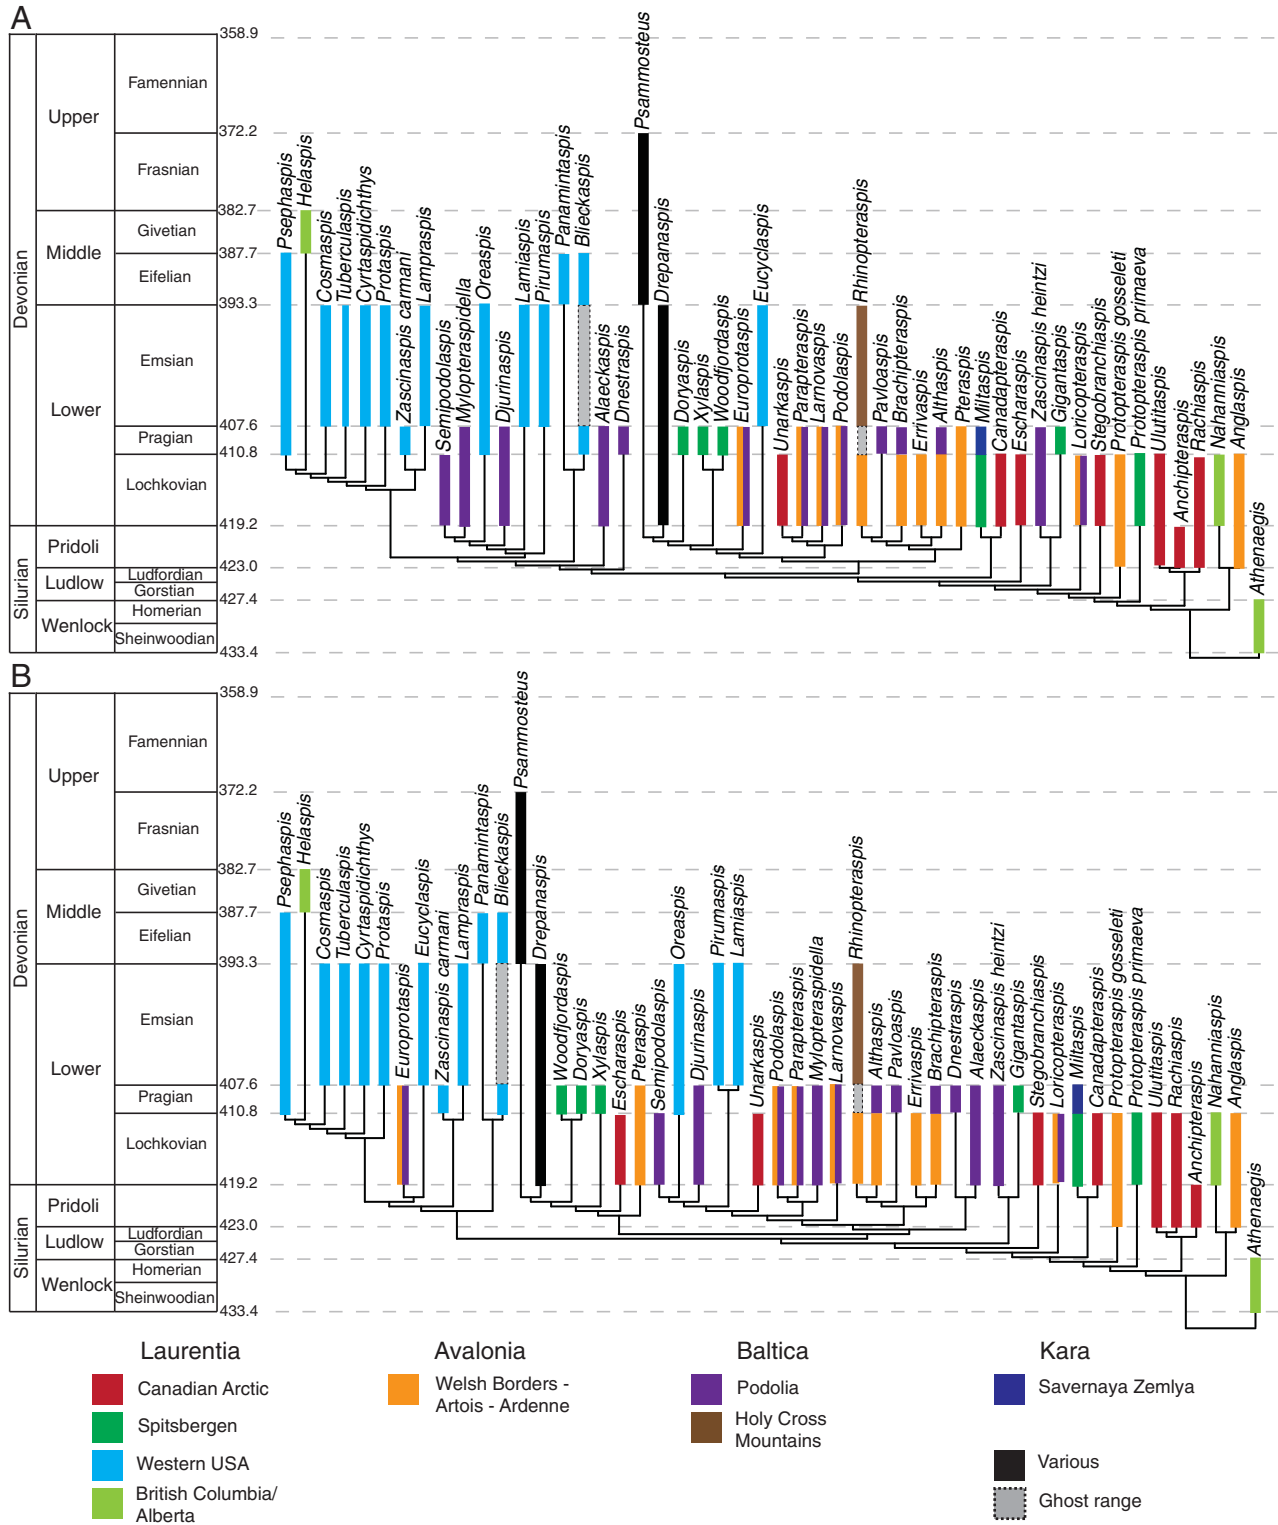 A
358.9
Famennian
Upper
372.2
Frasnian
382.7
Givetian
Middle
387.7
Eifelian
393.3
Devonian
Emsian
Lower
407.6
Pragian
410.8
Lochkovian
419.2
Pridoli
423.0
Silurian
Ludlow
Ludfordian
Gorstian
427.4
Homerian
Wenlock
Sheinwoodian
433.4
Psephaspis
Helaspis
Cosmaspis
Tuberculaspis
Cyrtaspidichthys
Protaspis
Zascinaspis carmani
Lampraspis
Semipodolaspis
Mylopteraspidella
Oreaspis
Djurinaspis
Lamiaspis
Pirumaspis
Panamintaspis
Blieckaspis
Alaeckaspis
Dnestraspis
Psammosteus
Drepanaspis
Doryaspis
Xylaspis
Woodfjordaspis
Europrotaspis
Eucyclaspis
Unarkaspis
Parapteraspis
Larnovaspis
Podolaspis
Rhinopteraspis
Pavloaspis
Brachipteraspis
Errivaspis
Althaspis
Pteraspis
Miltaspis
Canadapteraspis
Escharaspis
Zascinaspis heintzi
Gigantaspis
Loricopteraspis
Stegobranchiaspis
Protopteraspis gosseleti
Protopteraspis primaeva
Ulutitaspis
Anchipteraspis
Rachiaspis
Nahanniaspis
Anglaspis
Athenaegis
B
358.9
Famennian
Upper
372.2
Frasnian
382.7
Givetian
Middle
387.7
Eifelian
393.3
Devonian
Emsian
Lower
407.6
Pragian
410.8
Lochkovian
419.2
Pridoli
423.0
Silurian
Ludlow
Ludfordian
Gorstian
427.4
Homerian
Wenlock
Sheinwoodian
433.4
Psephaspis
Helaspis
Cosmaspis
Tuberculaspis
Cyrtaspidichthy
Protaspis
Europrotaspis
Eucyclaspis
Zascinaspis carmani
Lampraspis
Panamintaspis
Blieckaspis
Psammosteus
Drepanaspis
Woodfjordaspis
Doryaspis
Xylaspis
Escharaspis
Pteraspis
Semipodolaspis
Oreaspis
Djurinaspis
Pirumaspis
Lamiaspis
Unarkaspis
Podolaspis
Parapteraspis
Mylopteraspidella
Larnovaspis
Rhinopteraspis
Althaspis
Pavloaspis
Errivaspis
Brachipteraspis
Dnestraspis
Alaeckaspis
Zascinaspis heintzi
Gigantaspis
Stegobranchiaspis
Loricopteraspis
Miltaspis
Canadapteraspis
Protopteraspis gosseleti
Protopteraspis primaeva
Ulutitaspis
Rachiaspis
Anchipteraspis
Nahanniaspis
Anglaspis
Athenaegis
Laurentia
Canadian Arctic
Spitsbergen
Western USA
British Columbia/
Alberta
Avalonia
Welsh Borders -
Artois - Ardenne
Baltica
Podolia
Holy Cross
Mountains
Kara
Savernaya Zemlya
Various
Ghost range